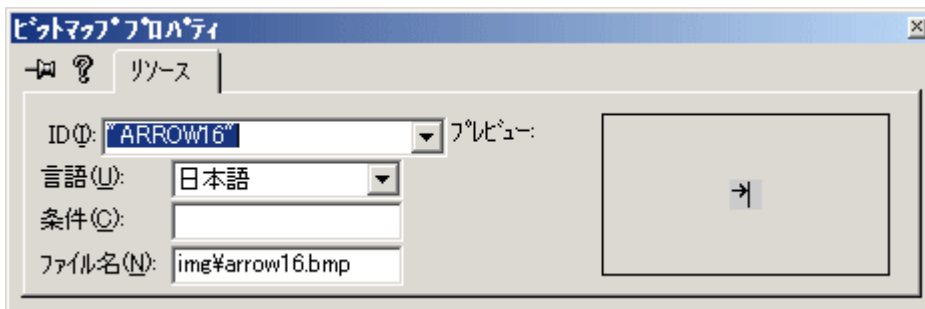 ﾋﾞｯﾄﾏｯﾌﾟ ﾌﾟﾛﾊﾟﾃｨ
リソース
ID(I): "ARROW16" ﾌﾟﾚﾋﾞｭｰ:
言語(U): 日本語
条件(C):
ﾌｧｲﾙ名(N): img¥arrow16.bmp